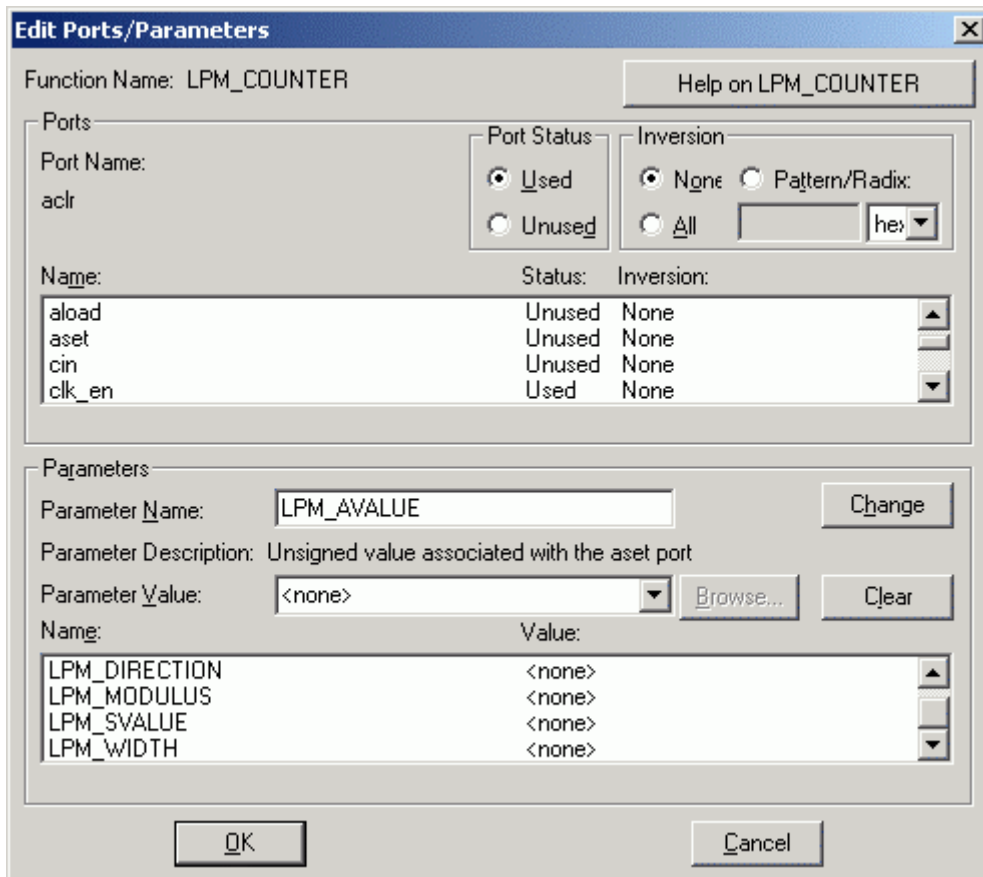 Edit Ports/Parameters
Function Name: LPM_COUNTER
Help on LPM_COUNTER
Ports
Port Name:
aclr
Port Status
Used
Unused
Inversion
None Pattern/Radix:
All hex
Name: Status: Inversion:
aload Unused None
aset Unused None
cin Unused None
clk_en Used None
Parameters
Parameter Name: LPM_AVALUE Change
Parameter Description: Unsigned value associated with the aset port
Parameter Value: <none> Browse... Clear
Name: Value:
LPM_DIRECTION <none>
LPM_MODULUS <none>
LPM_SVALUE <none>
LPM_WIDTH <none>
OK Cancel